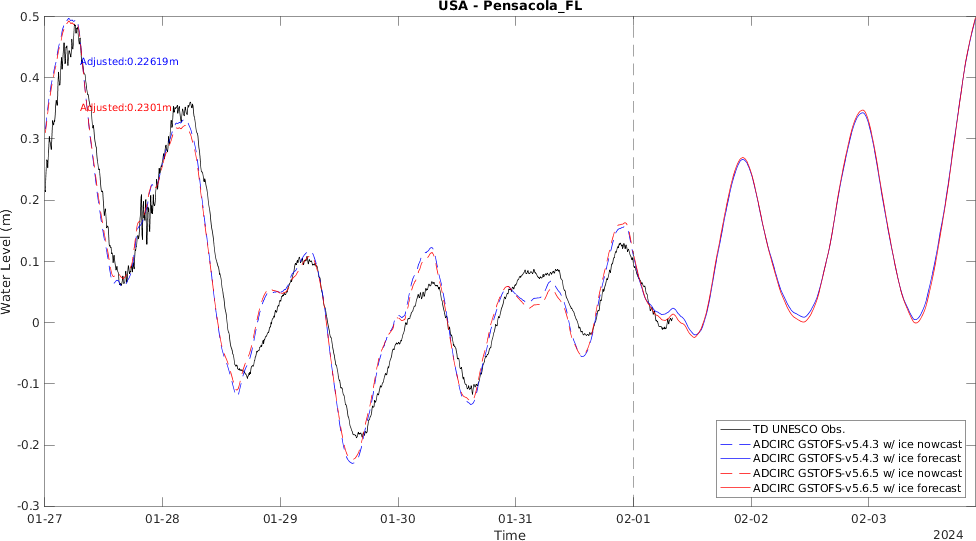 USA - Pensacola_FL
0.5
Adjusted:0.22619m
0.4
Adjusted:0.2301m
0.3
0.2
0.1
Water Level (m)
0
-0.1
-0.2
-0.3
TD UNESCO Obs.
ADCIRC GSTOFS-v5.4.3 w/ ice nowcast
ADCIRC GSTOFS-v5.4.3 w/ ice forecast
ADCIRC GSTOFS-v5.6.5 w/ ice nowcast
ADCIRC GSTOFS-v5.6.5 w/ ice forecast
01-27 01-28 01-29 01-30 01-31 02-01 02-02 02-03
Time
2024